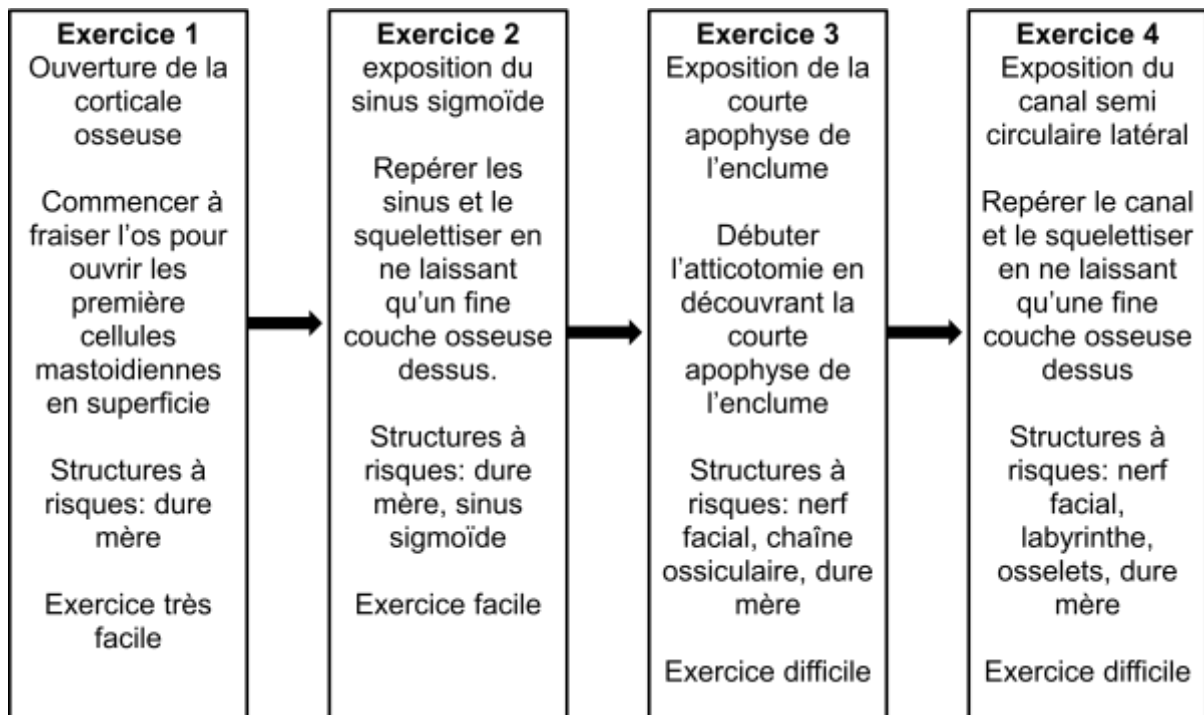 Exercice 1
Ouverture de la
corticale
osseuse
Commencer à
fraiser l'os pour
ouvrir les
première
cellules
mastoidiennes
en superficie
Structures à
risques: dure
mère
Exercice très
facile
Exercice 2
exposition du
sinus sigmoïde
Repérer les
sinus et le
squelettiser en
ne laissant
qu'un fine
couche osseuse
dessus.
Structures à
risques: dure
mère, sinus
sigmoïde
Exercice facile
Exercice 3
Exposition de la
courte
apophyse de
l'enclume
Débuter
l'atticotomie en
découvrant la
courte
apophyse de
l'enclume
Structures à
risques: nerf
facial, chaîne
ossiculaire, dure
mère
Exercice difficile
Exercice 4
Exposition du
canal semi
circulaire latéral
Repérer le canal
et le squelettiser
en ne laissant
qu'une fine
couche osseuse
dessus
Structures à
risques: nerf
facial,
labyrinthe,
osselets, dure
mère
Exercice difficile